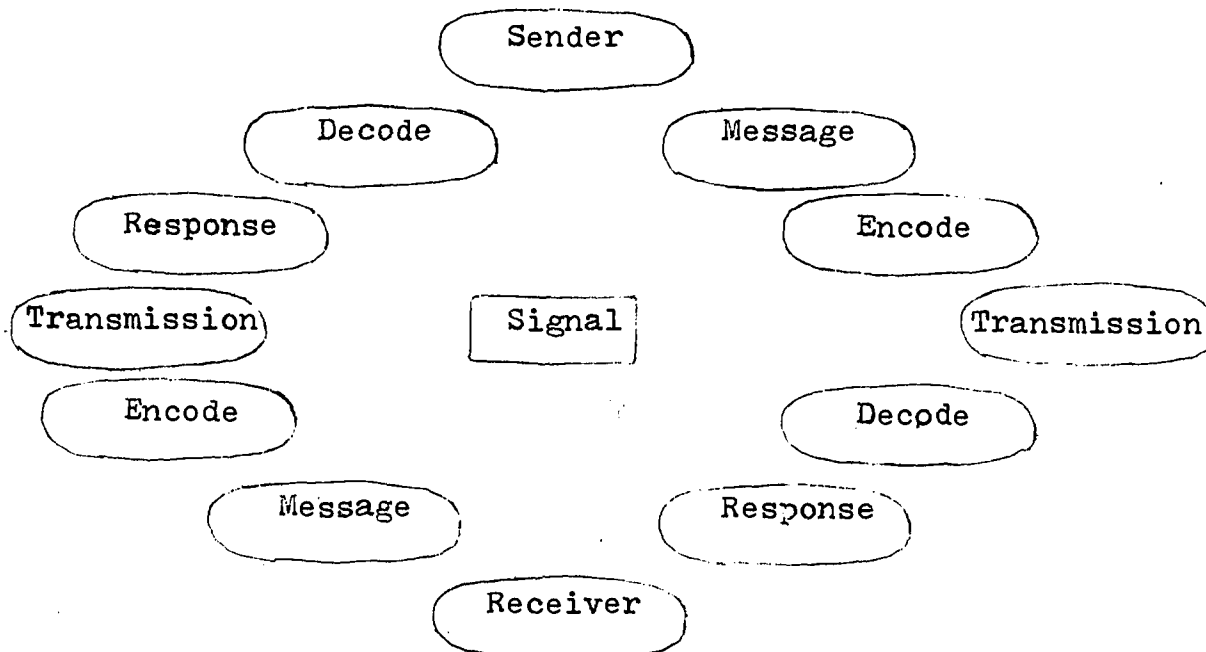 Sender
Decode Message
Response Encode
Transmission Signal Transmission
Encode Decode
Message Response
Receiver